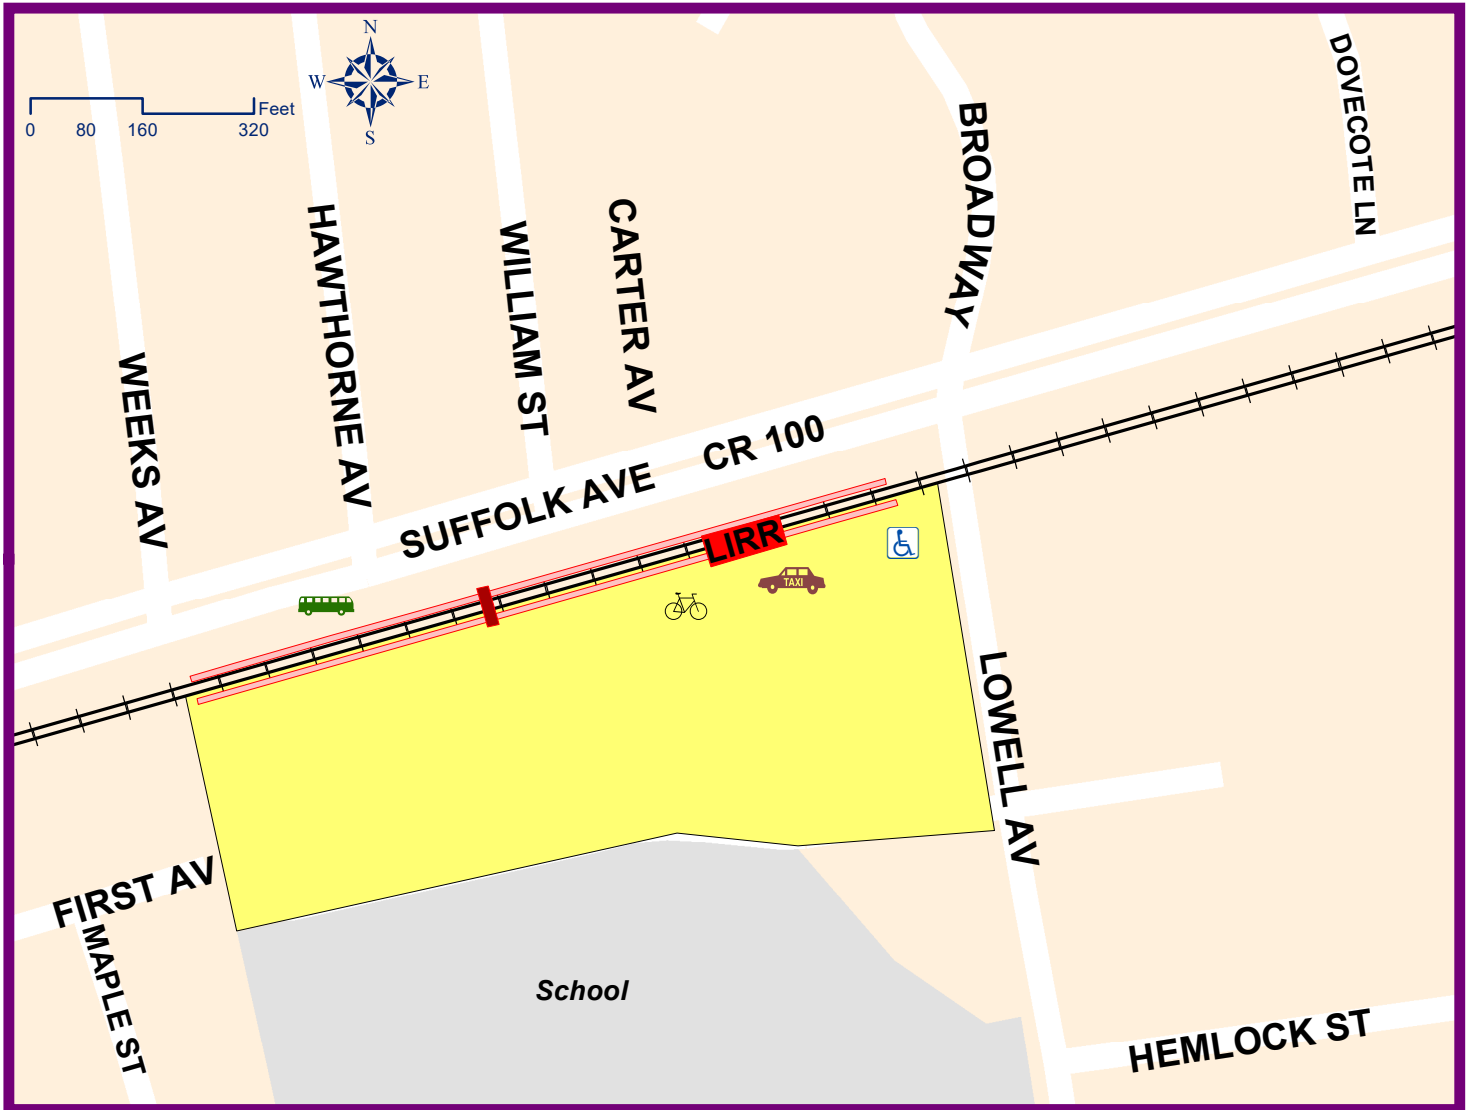 N
W
E
S
Feet
0
80
160
320
DOVECOTE LN
BROADWAY
HAWTHORNE AV
WILLIAM ST
CARTER AV
WEEKS AV
SUFFOLK AVE
CR 100
LIRR
TAXI
LOWELL AV
FIRST AV
MAPLE ST
School
HEMLOCK ST